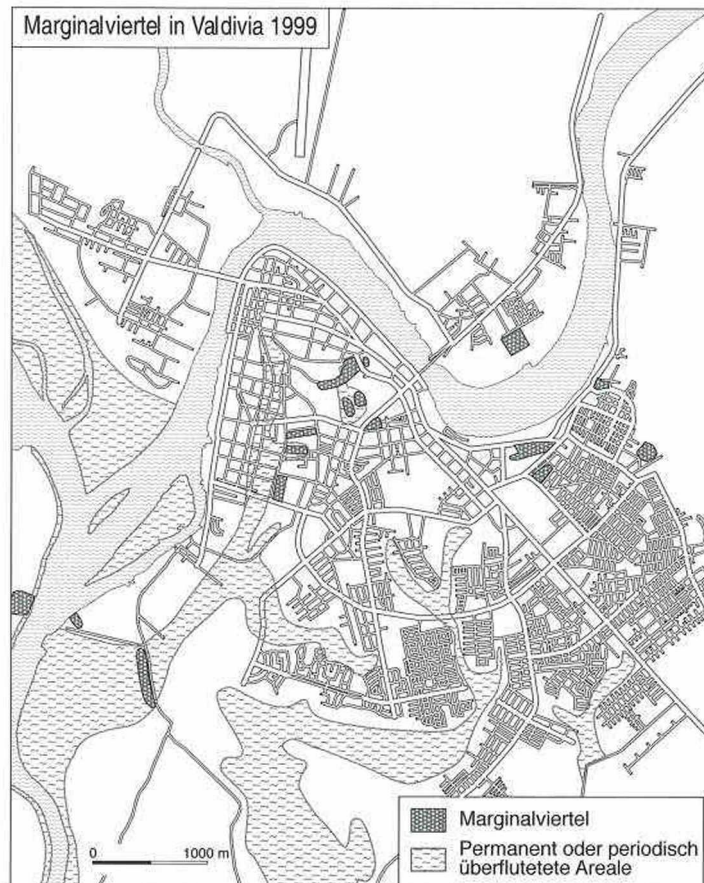 Marginalviertel in Valdivia 1999
Marginalviertel
Permanent oder periodisch
überflutetete Areale
0 1000 m